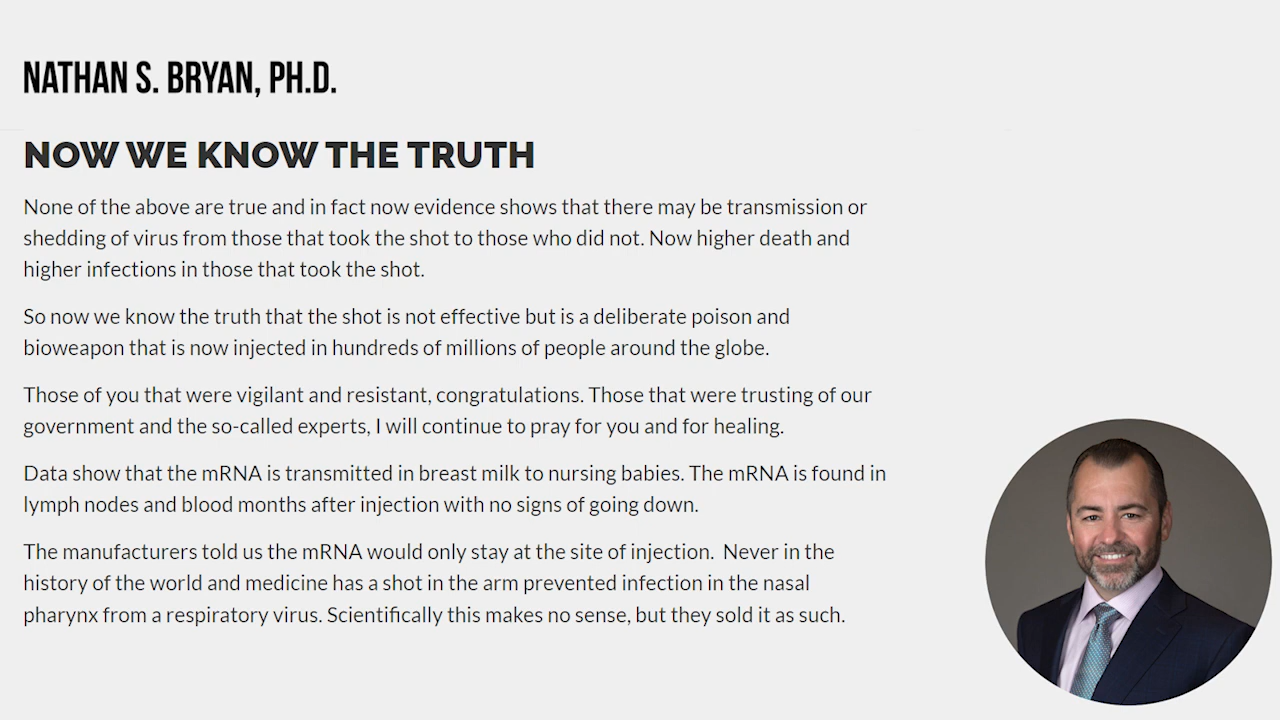 NATHAN S. BRYAN, PH.D.
NOW WE KNOW THE TRUTH
None of the above are true and in fact now evidence shows that there may be transmission or
shedding of virus from those that took the shot to those who did not. Now higher death and
higher infections in those that took the shot.
So now we know the truth that the shot is not effective but is a deliberate poison and
bioweapon that is now injected in hundreds of millions of people around the globe.
Those of you that were vigilant and resistant, congratulations. Those that were trusting of our
government and the so-called experts, I will continue to pray for you and for healing.
Data show that the mRNA is transmitted in breast milk to nursing babies. The mRNA is found in
lymph nodes and blood months after injection with no signs of going down.
The manufacturers told us the mRNA would only stay at the site of injection.  Never in the
history of the world and medicine has a shot in the arm prevented infection in the nasal
pharynx from a respiratory virus. Scientifically this makes no sense, but they sold it as such.